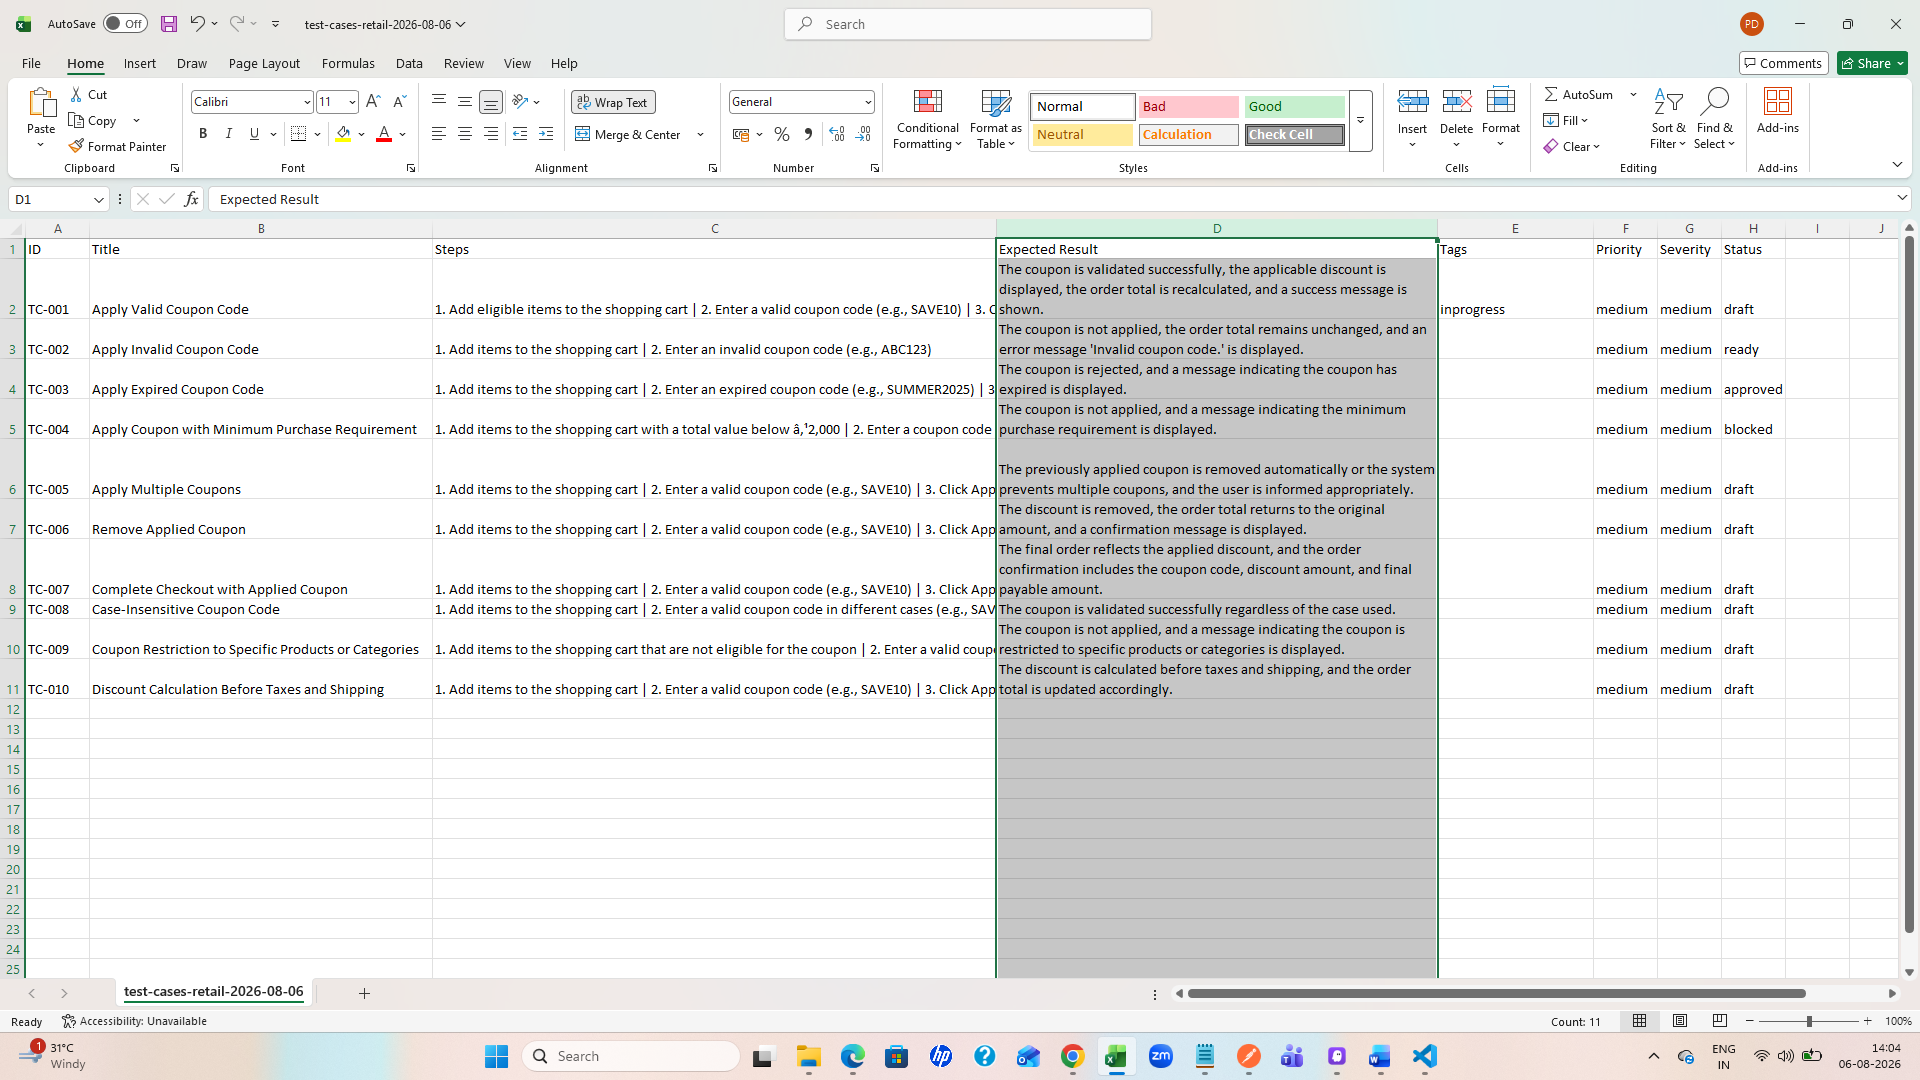 AutoSave Off test-cases-retail-2026-08-06 Search PD
File Home Insert Draw Page Layout Formulas Data Review View Help Comments Share
Paste Cut Copy Format Painter Clipboard
Calibri 11 B I U A Font
Wrap Text Merge & Center Alignment
General % Number
Conditional Formatting Format as Table Normal Bad Good Neutral Calculation Check Cell Styles
Insert Delete Format Cells
AutoSum Fill Clear Sort & Filter Find & Select Editing
Add-ins Add-ins
D1 fx Expected Result
A B C D E F G H I J
1 ID Title Steps Expected Result Tags Priority Severity Status
2 TC-001 Apply Valid Coupon Code 1. Add eligible items to the shopping cart | 2. Enter a valid coupon code (e.g., SAVE10) | 3. C The coupon is validated successfully, the applicable discount is
displayed, the order total is recalculated, and a success message is
shown. inprogress medium medium draft
3 TC-002 Apply Invalid Coupon Code 1. Add items to the shopping cart | 2. Enter an invalid coupon code (e.g., ABC123) The coupon is not applied, the order total remains unchanged, and an
error message 'Invalid coupon code.' is displayed. medium medium ready
4 TC-003 Apply Expired Coupon Code 1. Add items to the shopping cart | 2. Enter an expired coupon code (e.g., SUMMER2025) | 3 The coupon is rejected, and a message indicating the coupon has
expired is displayed. medium medium approved
5 TC-004 Apply Coupon with Minimum Purchase Requirement 1. Add items to the shopping cart with a total value below â‚¹2,000 | 2. Enter a coupon code The coupon is not applied, and a message indicating the minimum
purchase requirement is displayed. medium medium blocked
6 TC-005 Apply Multiple Coupons 1. Add items to the shopping cart | 2. Enter a valid coupon code (e.g., SAVE10) | 3. Click App The previously applied coupon is removed automatically or the system
prevents multiple coupons, and the user is informed appropriately. medium medium draft
7 TC-006 Remove Applied Coupon 1. Add items to the shopping cart | 2. Enter a valid coupon code (e.g., SAVE10) | 3. Click App The discount is removed, the order total returns to the original
amount, and a confirmation message is displayed. medium medium draft
8 TC-007 Complete Checkout with Applied Coupon 1. Add items to the shopping cart | 2. Enter a valid coupon code (e.g., SAVE10) | 3. Click App The final order reflects the applied discount, and the order
confirmation includes the coupon code, discount amount, and final
payable amount. medium medium draft
9 TC-008 Case-Insensitive Coupon Code 1. Add items to the shopping cart | 2. Enter a valid coupon code in different cases (e.g., SAV The coupon is validated successfully regardless of the case used. medium medium draft
10 TC-009 Coupon Restriction to Specific Products or Categories 1. Add items to the shopping cart that are not eligible for the coupon | 2. Enter a valid coup The coupon is not applied, and a message indicating the coupon is
restricted to specific products or categories is displayed. medium medium draft
11 TC-010 Discount Calculation Before Taxes and Shipping 1. Add items to the shopping cart | 2. Enter a valid coupon code (e.g., SAVE10) | 3. Click App The discount is calculated before taxes and shipping, and the order
total is updated accordingly. medium medium draft
12
13
14
15
16
17
18
19
20
21
22
23
24
25
test-cases-retail-2026-08-06
Ready Accessibility: Unavailable Count: 11 100%
1 31°C Windy Search hp zm ENG IN 14:04 06-08-2026